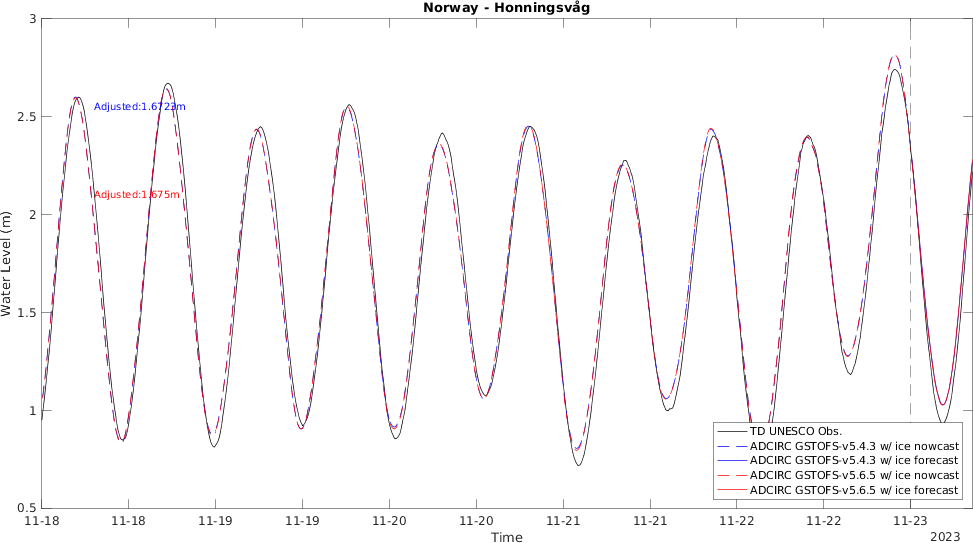 Norway - Honningsvåg
3
2.5
2
1.5
1
0.5
Water Level (m)
Adjusted:1.6723m
Adjusted:1.675m
TD UNESCO Obs.
ADCIRC GSTOFS-v5.4.3 w/ ice nowcast
ADCIRC GSTOFS-v5.4.3 w/ ice forecast
ADCIRC GSTOFS-v5.6.5 w/ ice nowcast
ADCIRC GSTOFS-v5.6.5 w/ ice forecast
11-18 11-18 11-19 11-19 11-20 11-20 11-21 11-21 11-22 11-22 11-23
Time
2023